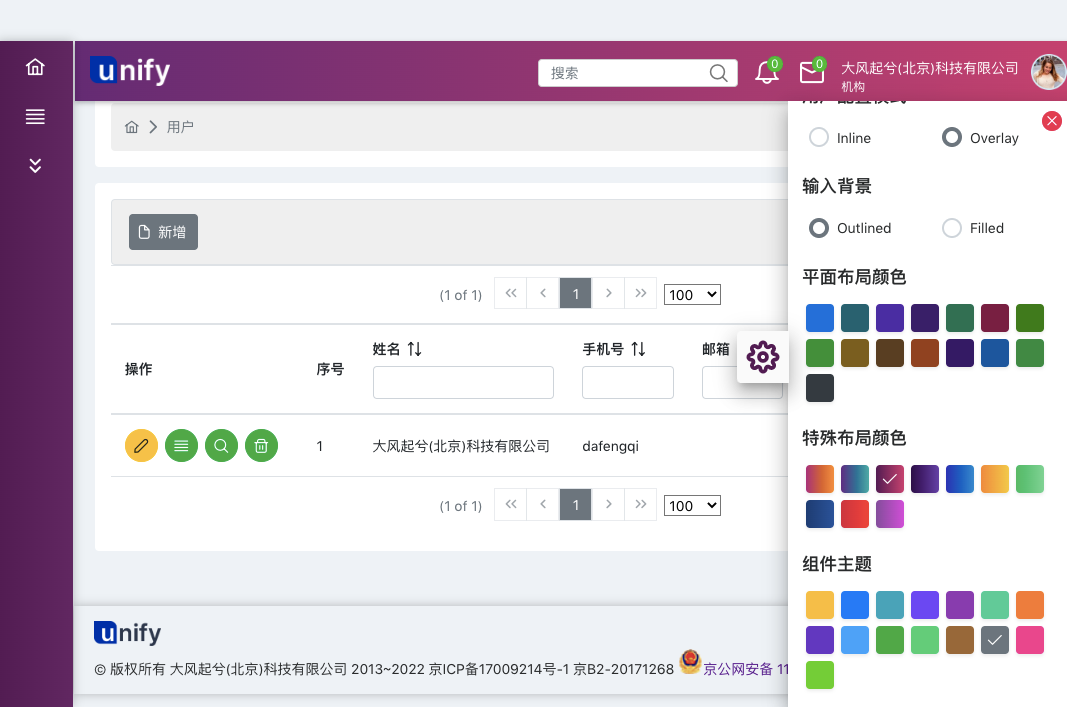 unify
搜索
0
0
大风起兮(北京)科技有限公司
机构
用户
用户配置模式
Inline
Overlay
输入背景
Outlined
Filled
新增
平面布局颜色
(1 of 1)
1
100
操作
序号
姓名
手机号
邮箱
1
大风起兮(北京)科技有限公司
dafengqi
特殊布局颜色
(1 of 1)
1
100
组件主题
unify
© 版权所有 大风起兮(北京)科技有限公司 2013~2022 京ICP备17009214号-1 京B2-20171268 京公网安备 11